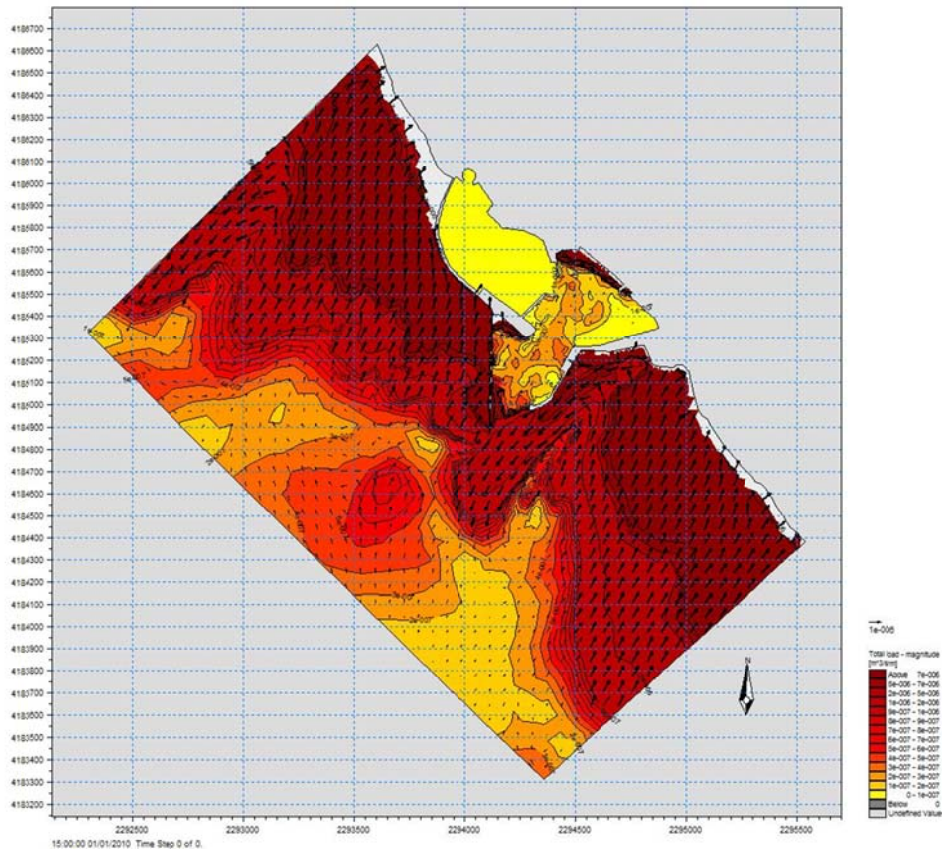 4186700
4186600
4186500
4186400
4186300
4186200
4186100
4186000
4185900
4185800
4185700
4185600
4185500
4185400
4185300
4185200
4185100
4185000
4184900
4184800
4184700
4184600
4184500
4184400
4184300
4184200
4184100
4184000
4183900
4183800
4183700
4183600
4183500
4183400
4183300
4183200
2292500 2293000 2293500 2294000 2294500 2295000 2295500
15:00:00 01/01/2010 Time Step 0 of 0.
N
Total load - magnitude
[m^3/s/m]
Above 7e-006
5e-006 - 7e-006
2e-006 - 5e-006
1e-006 - 2e-006
9e-007 - 1e-006
8e-007 - 9e-007
7e-007 - 8e-007
6e-007 - 7e-007
5e-007 - 6e-007
4e-007 - 5e-007
3e-007 - 4e-007
2e-007 - 3e-007
1e-007 - 2e-007
0 - 1e-007
Below 0
Undefined Value